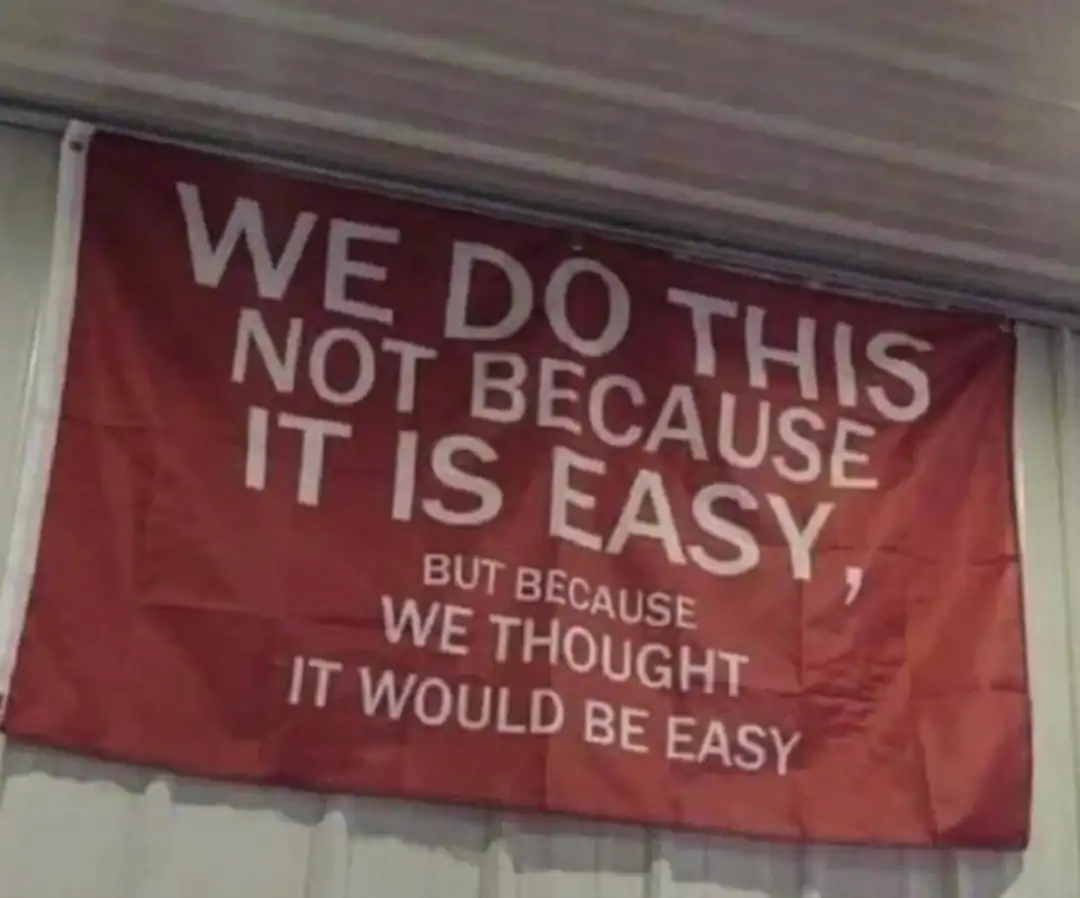 WE DO THIS
NOT BECAUSE
IT IS EASY,
BUT BECAUSE
WE THOUGHT
IT WOULD BE EASY